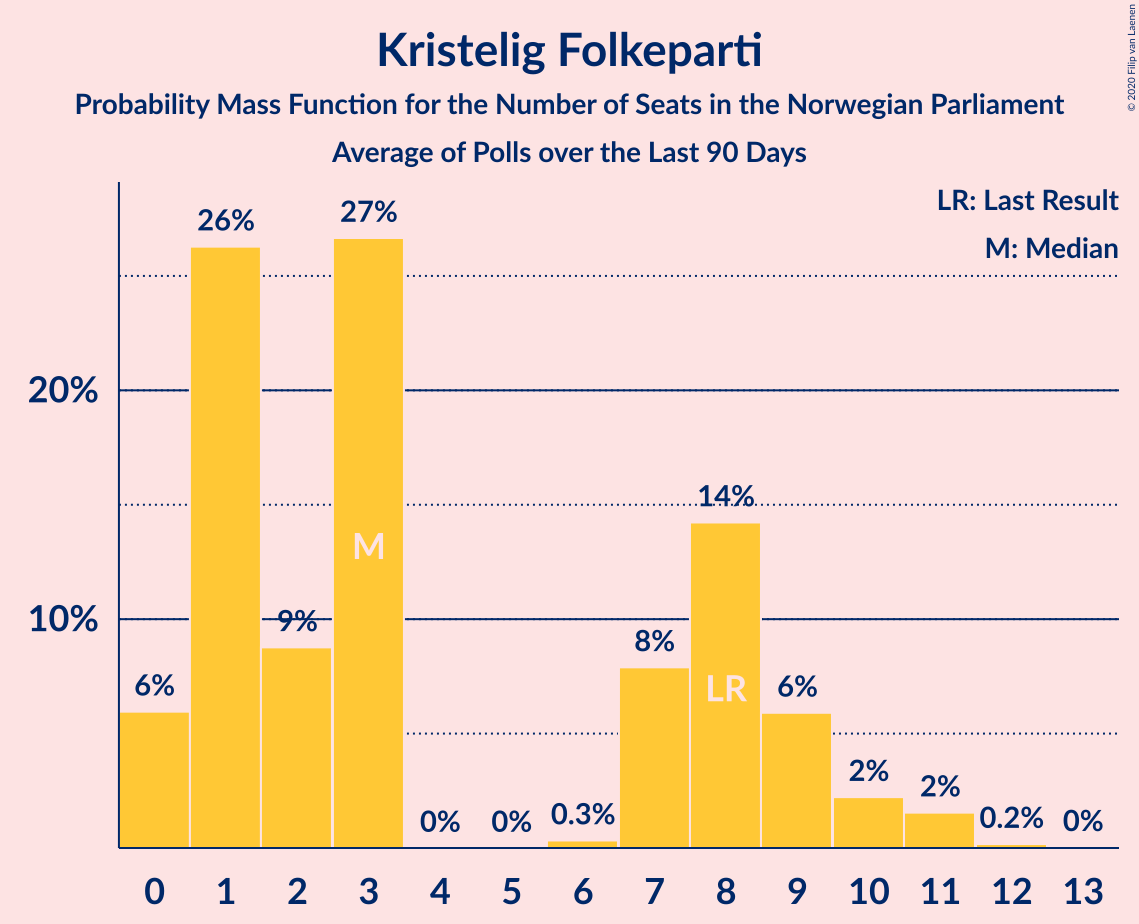 Kristelig Folkeparti
Probability Mass Function for the Number of Seats in the Norwegian Parliament
Average of Polls over the Last 90 Days
© 2020 Filip van Laenen
LR: Last Result
M: Median
20%
10%
6%
26%
9%
27%
0%
0%
0.3%
8%
14%
6%
2%
2%
0.2%
0%
M
LR
0 1 2 3 4 5 6 7 8 9 10 11 12 13